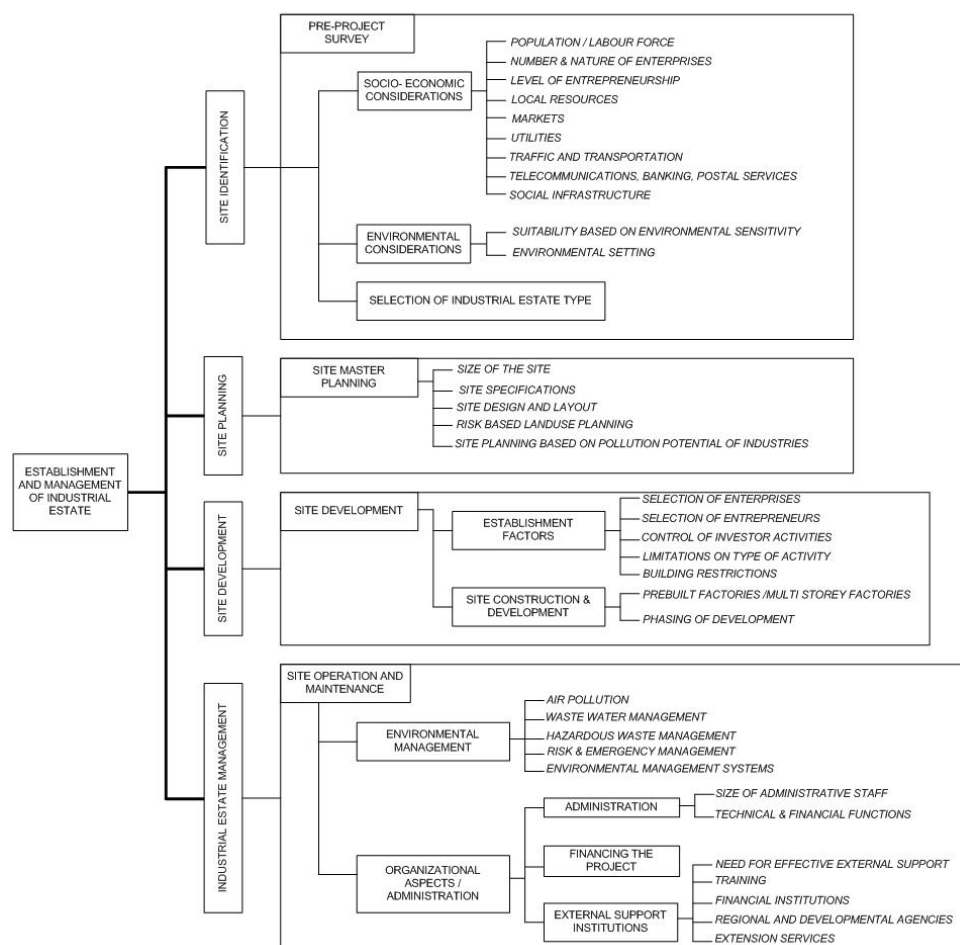 PRE-PROJECT
SURVEY
SITE IDENTIFICATION
SOCIO- ECONOMIC
CONSIDERATIONS
POPULATION / LABOUR FORCE
NUMBER & NATURE OF ENTERPRISES
LEVEL OF ENTREPRENEURSHIP
LOCAL RESOURCES
MARKETS
UTILITIES
TRAFFIC AND TRANSPORTATION
TELECOMMUNICATIONS, BANKING, POSTAL SERVICES
SOCIAL INFRASTRUCTURE
ENVIRONMENTAL
CONSIDERATIONS
SUITABILITY BASED ON ENVIRONMENTAL SENSITIVITY
ENVIRONMENTAL SETTING
SELECTION OF INDUSTRIAL ESTATE TYPE
ESTABLISHMENT
AND MANAGEMENT
OF INDUSTRIAL
ESTATE
SITE PLANNING
SITE MASTER
PLANNING
SIZE OF THE SITE
SITE SPECIFICATIONS
SITE DESIGN AND LAYOUT
RISK BASED LANDUSE PLANNING
SITE PLANNING BASED ON POLLUTION POTENTIAL OF INDUSTRIES
SITE DEVELOPMENT
SITE DEVELOPMENT
ESTABLISHMENT
FACTORS
SELECTION OF ENTERPRISES
SELECTION OF ENTREPRENEURS
CONTROL OF INVESTOR ACTIVITIES
LIMITATIONS ON TYPE OF ACTIVITY
BUILDING RESTRICTIONS
SITE CONSTRUCTION &
DEVELOPMENT
PREBUILT FACTORIES /MULTI STOREY FACTORIES
PHASING OF DEVELOPMENT
INDUSTRIAL ESTATE MANAGEMENT
SITE OPERATION AND
MAINTENANCE
ENVIRONMENTAL
MANAGEMENT
AIR POLLUTION
WASTE WATER MANAGEMENT
HAZARDOUS WASTE MANAGEMENT
RISK & EMERGENCY MANAGEMENT
ENVIRONMENTAL MANAGEMENT SYSTEMS
ORGANIZATIONAL
ASPECTS /
ADMINISTRATION
ADMINISTRATION
SIZE OF ADMINISTRATIVE STAFF
TECHNICAL & FINANCIAL FUNCTIONS
FINANCING THE
PROJECT
EXTERNAL SUPPORT
INSTITUTIONS
NEED FOR EFFECTIVE EXTERNAL SUPPORT
TRAINING
FINANCIAL INSTITUTIONS
REGIONAL AND DEVELOPMENTAL AGENCIES
EXTENSION SERVICES